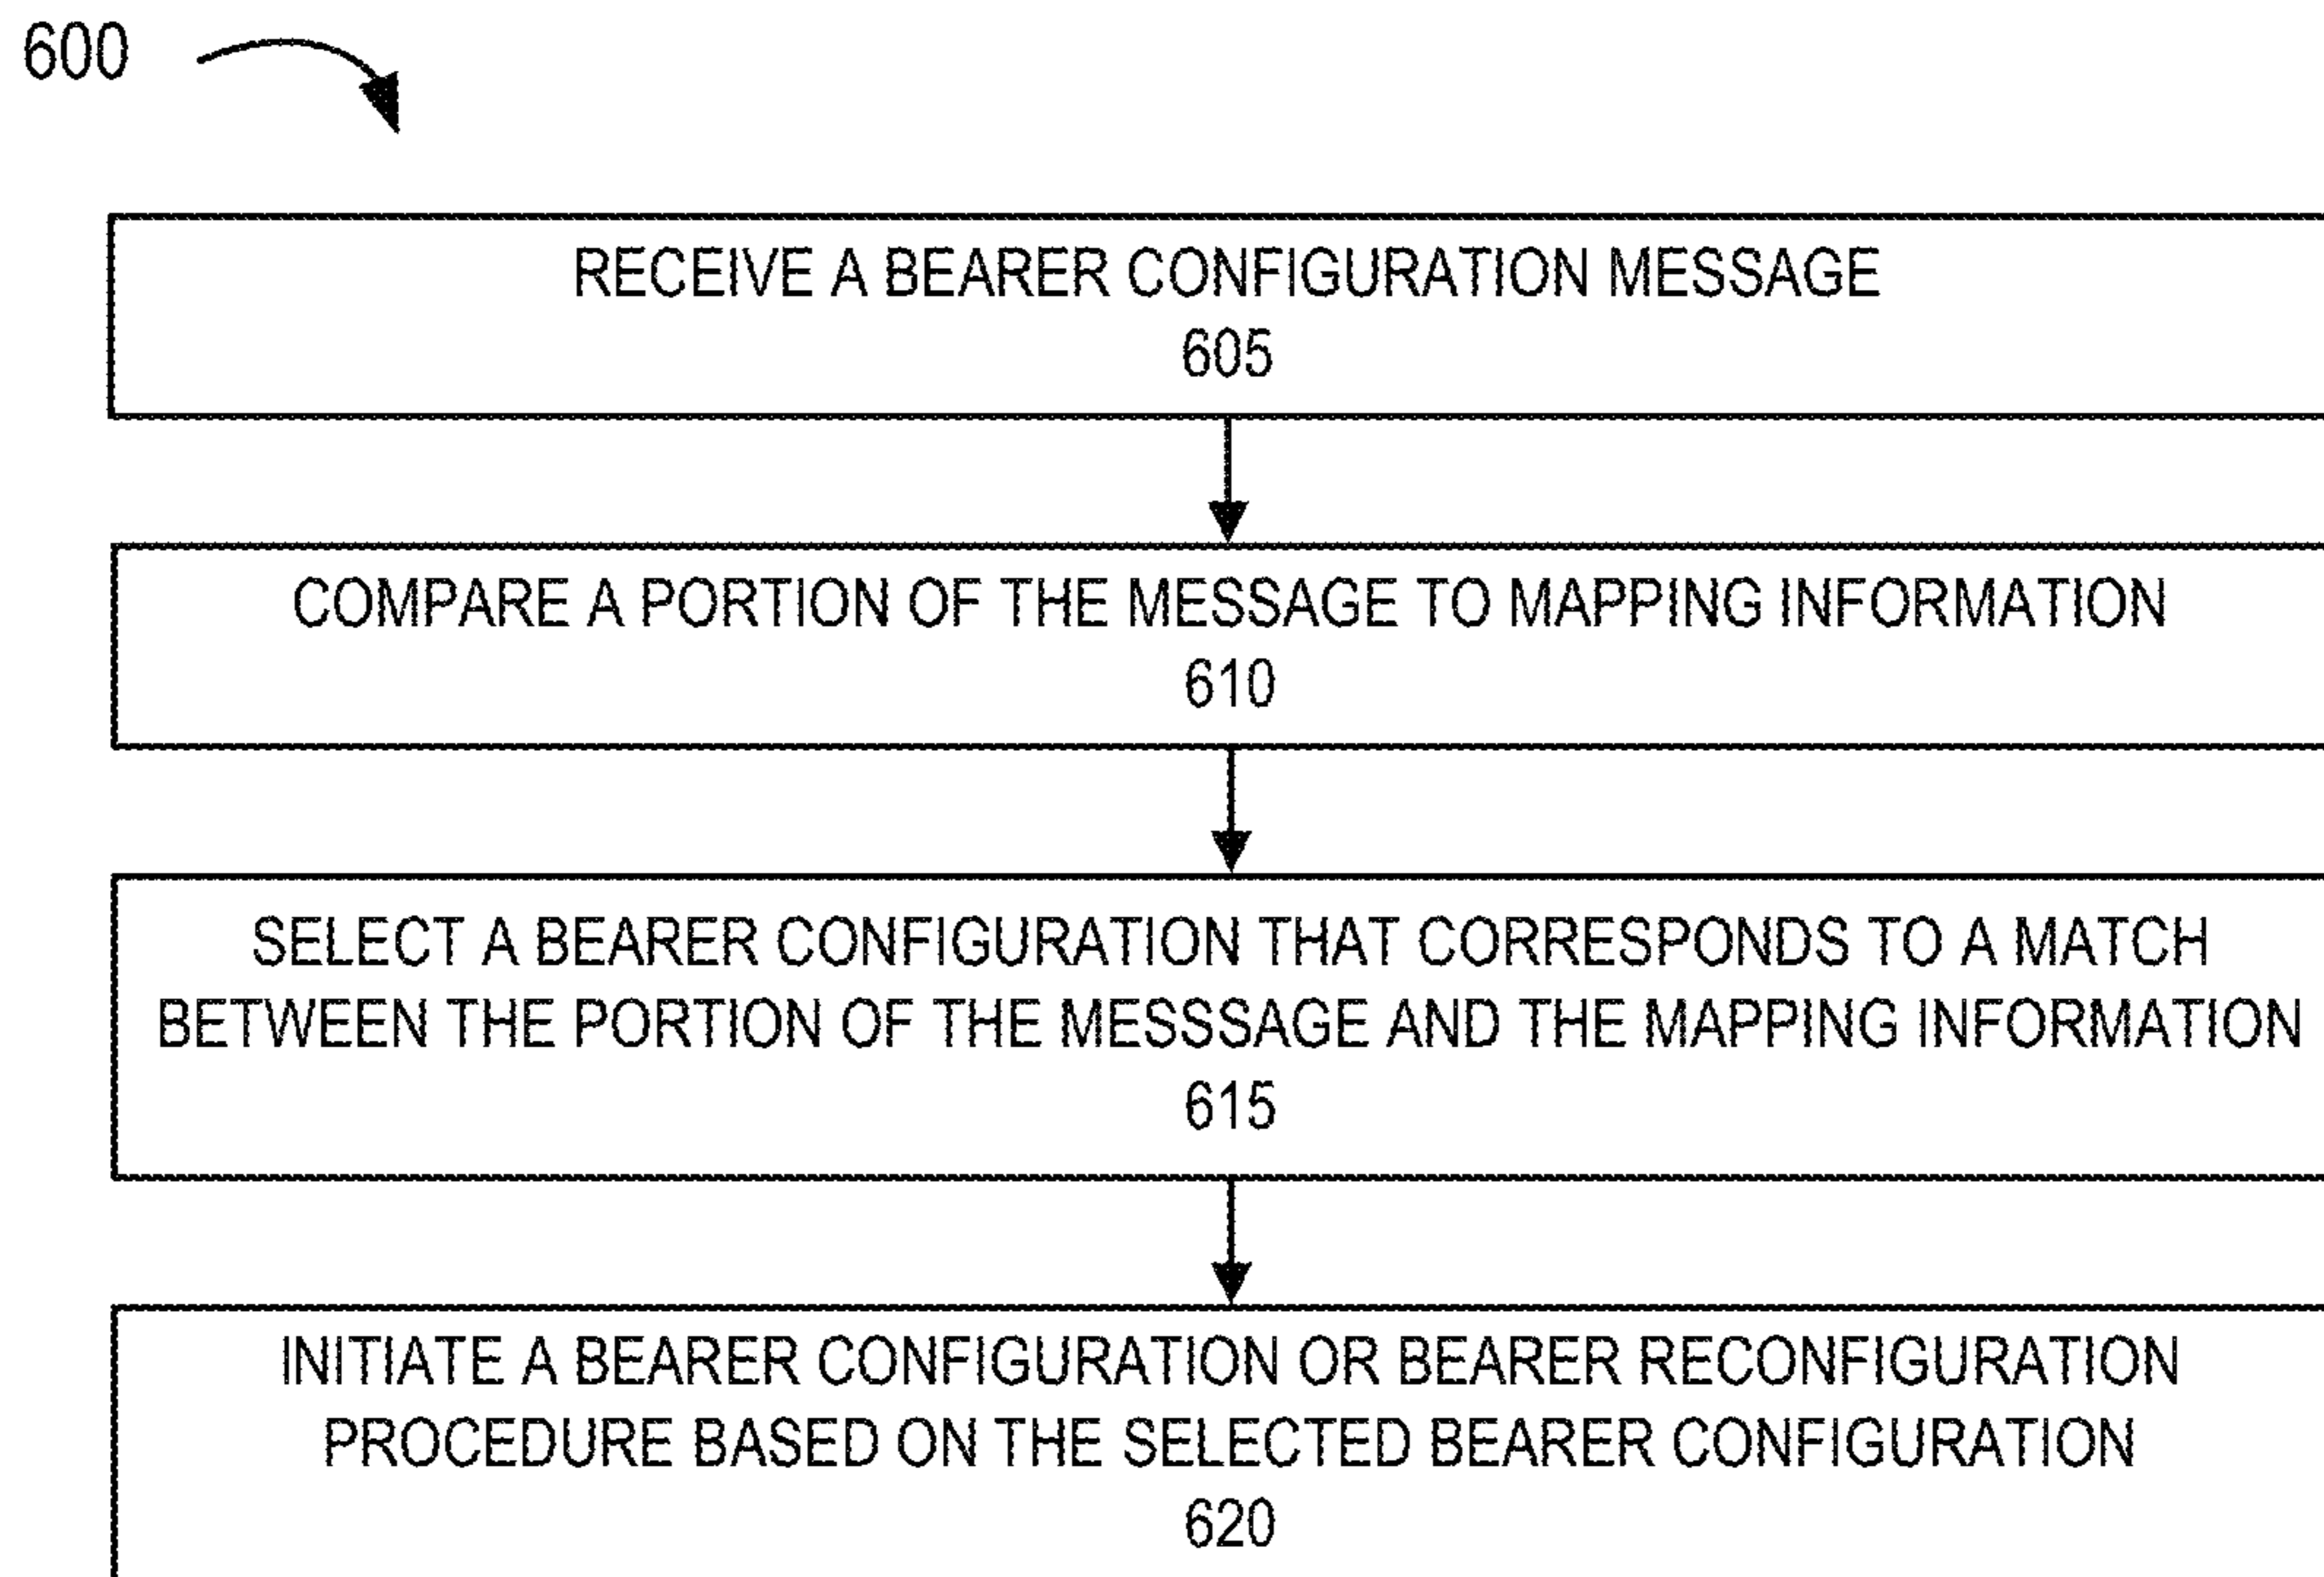 600
RECEIVE A BEARER CONFIGURATION MESSAGE
605
COMPARE A PORTION OF THE MESSAGE TO MAPPING INFORMATION
610
SELECT A BEARER CONFIGURATION THAT CORRESPONDS TO A MATCH
BETWEEN THE PORTION OF THE MESSSAGE AND THE MAPPING INFORMATION
615
INITIATE A BEARER CONFIGURATION OR BEARER RECONFIGURATION
PROCEDURE BASED ON THE SELECTED BEARER CONFIGURATION
620